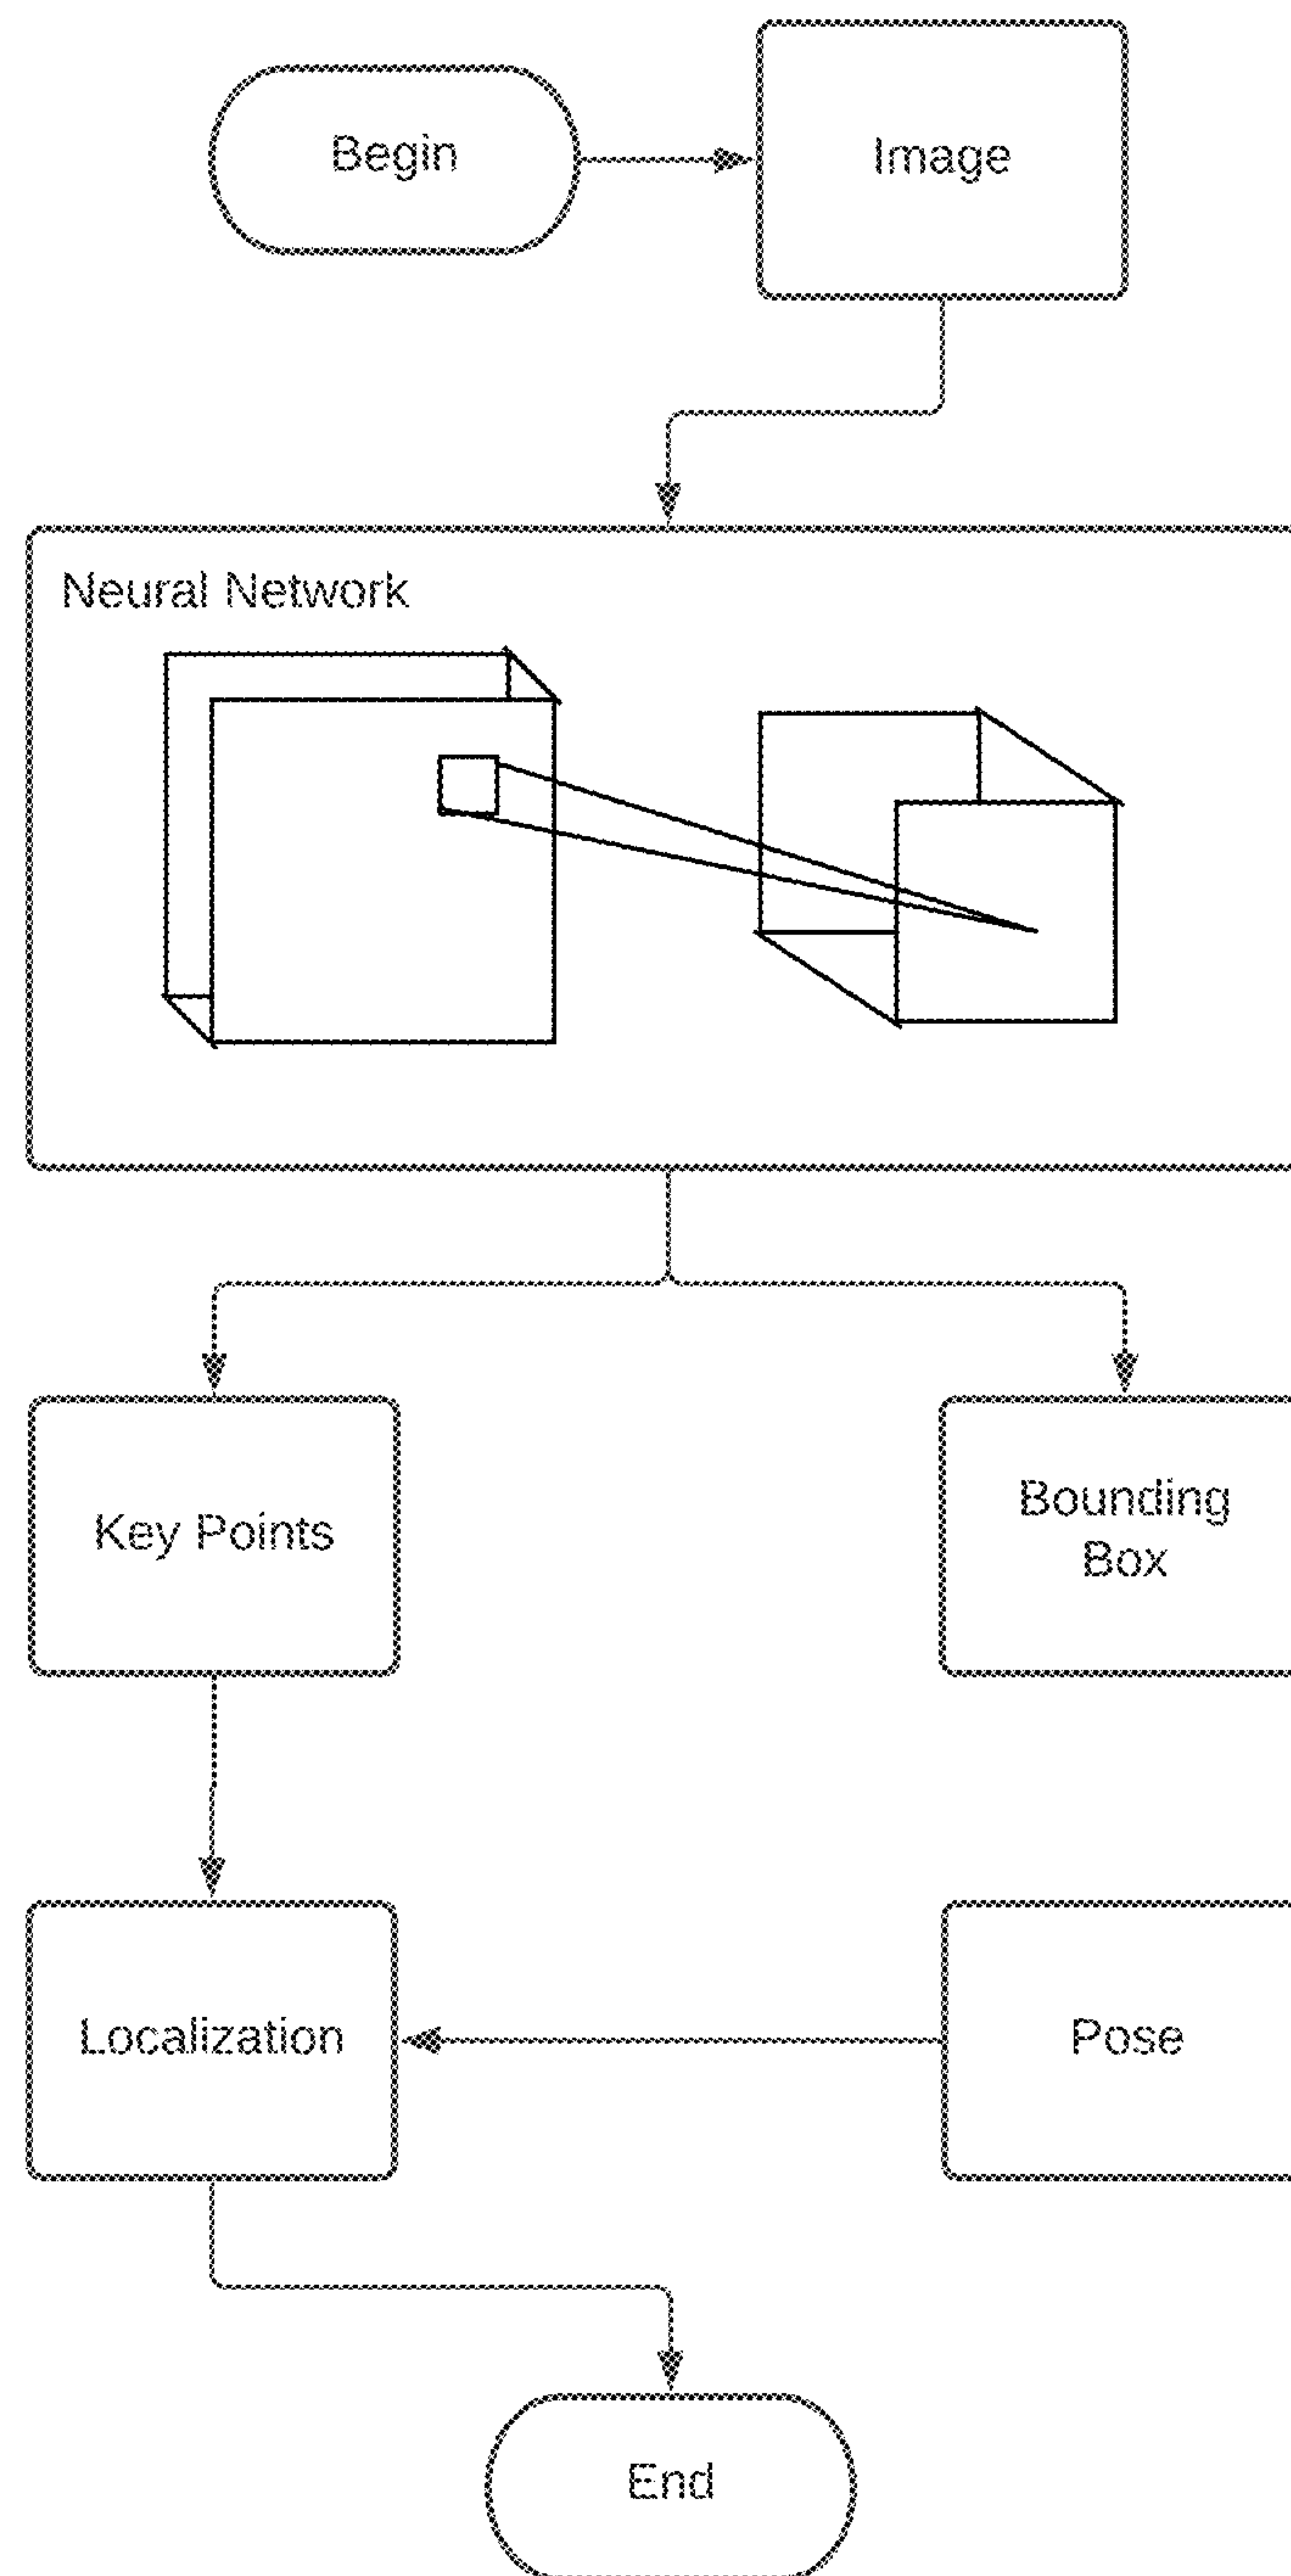 Begin
Image
Neural Network
Key Points
Bounding
Box
Localization
Pose
End